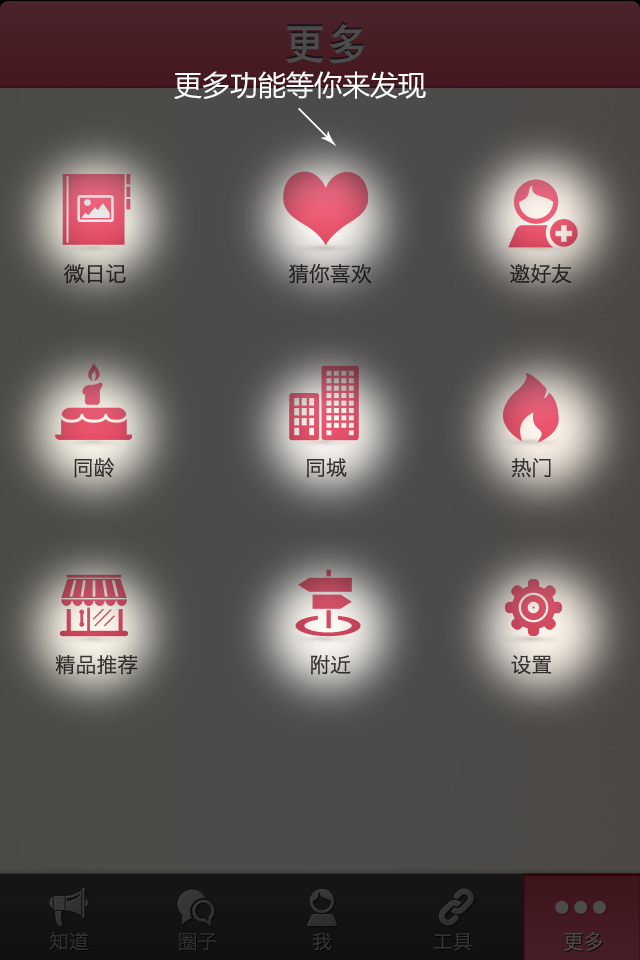 更多
更多功能等你来发现
微日记
猜你喜欢
邀好友
同龄
同城
热门
精品推荐
附近
设置
知道
圈子
我
工具
更多